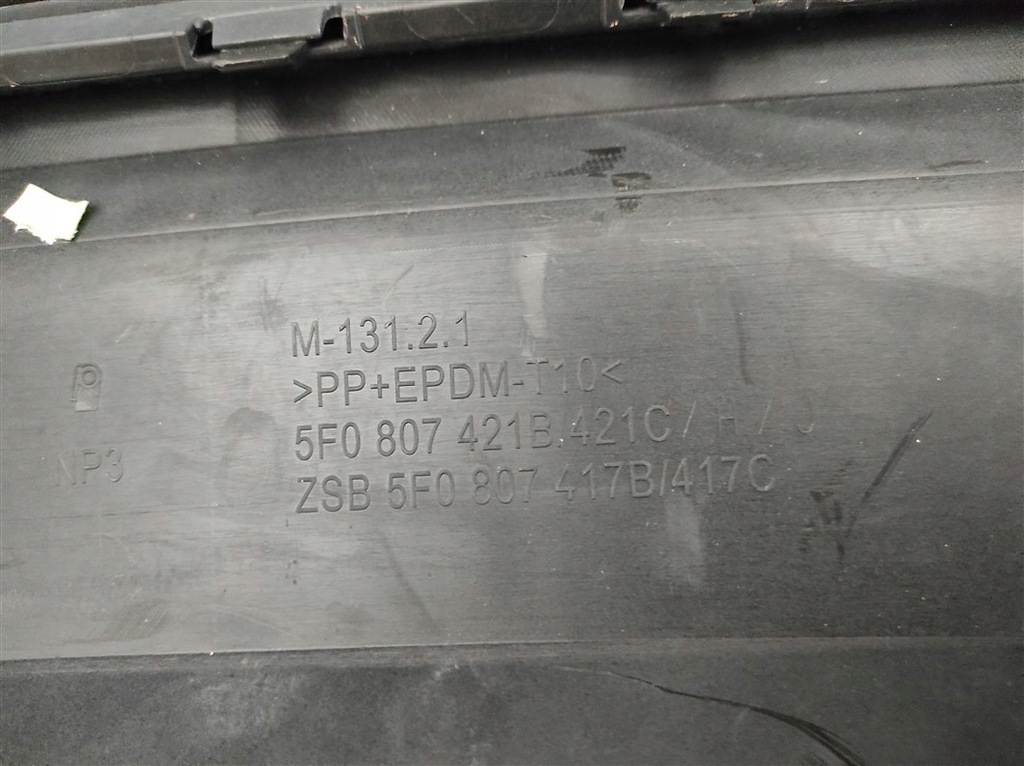 M-131.2.1
>PP+EPDM-T10<
5F0 807 421B/421C/ H / J
ZSB 5F0 807 417B/417C
NP3